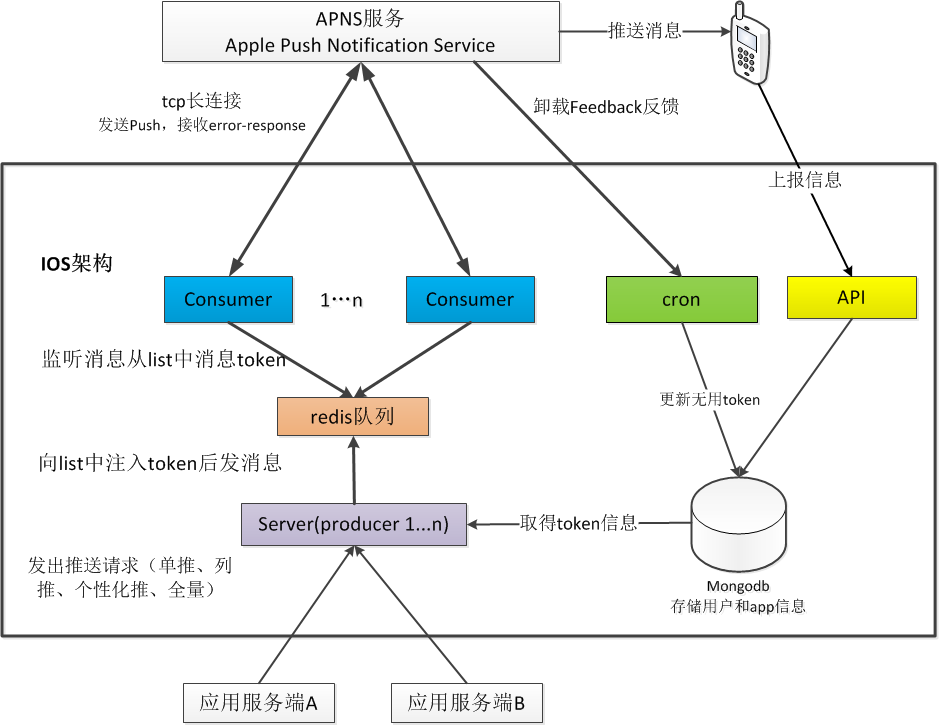 APNS服务
Apple Push Notification Service
推送消息
tcp长连接
发送Push，接收error-response
卸载Feedback反馈
上报信息
IOS架构
Consumer
1…n
Consumer
cron
API
监听消息从list中消息token
更新无用token
redis队列
向list中注入token后发消息
Server(producer 1...n)
取得token信息
发出推送请求（单推、列
推、个性化推、全量）
Mongodb
存储用户和app信息
应用服务端A
应用服务端B